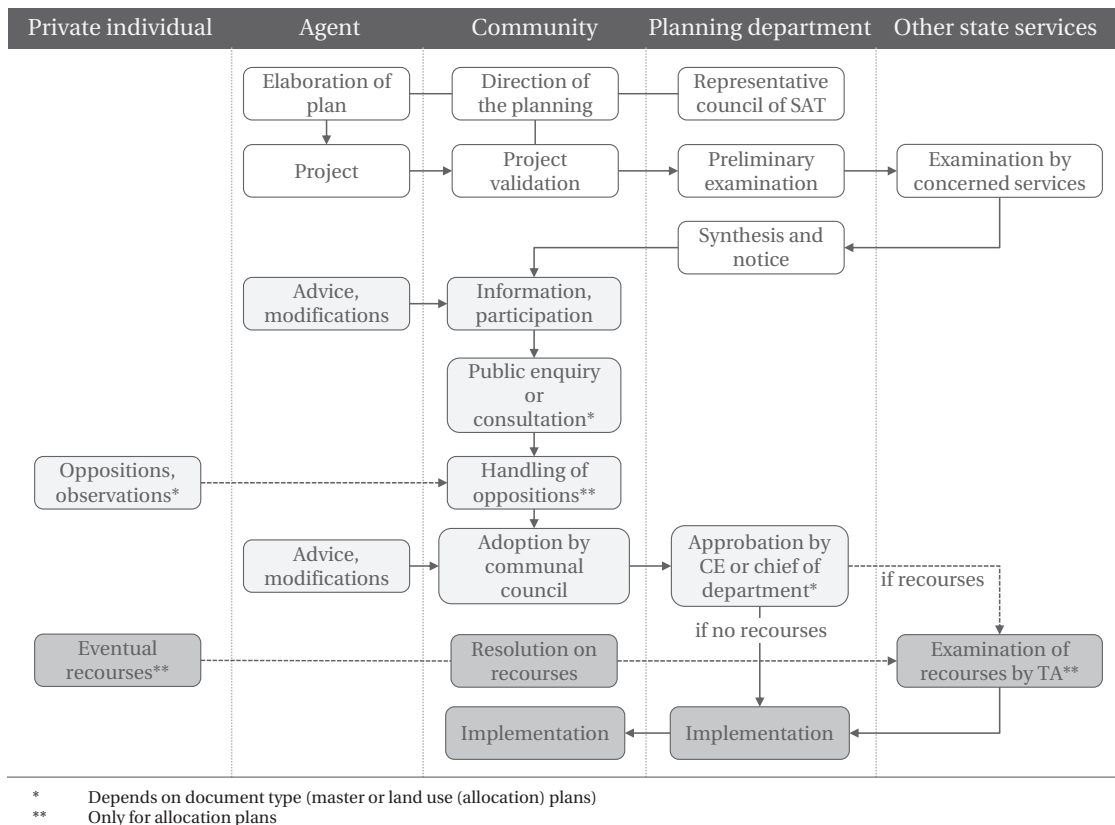 Private individual
Agent
Community
Planning department
Other state services
Elaboration of
plan
Direction of
the planning
Representative
council of SAT
Project
Project
validation
Preliminary
examination
Examination by
concerned services
Synthesis and
notice
Advice,
modifications
Information,
participation
Public enquiry
or
consultation*
Oppositions,
observations*
Handling of
oppositions**
Advice,
modifications
Adoption by
communal
council
Approbation by
CE or chief of
department*
if recourses
if no recourses
Eventual
recourses**
Resolution on
recourses
Examination of
recourses by TA**
Implementation
Implementation
* Depends on document type (master or land use (allocation) plans)
** Only for allocation plans